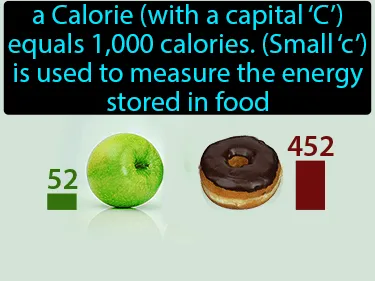 a Calorie (with a capital ‘C’)
equals 1,000 calories. (Small ‘c’)
is used to measure the energy
stored in food
452
52